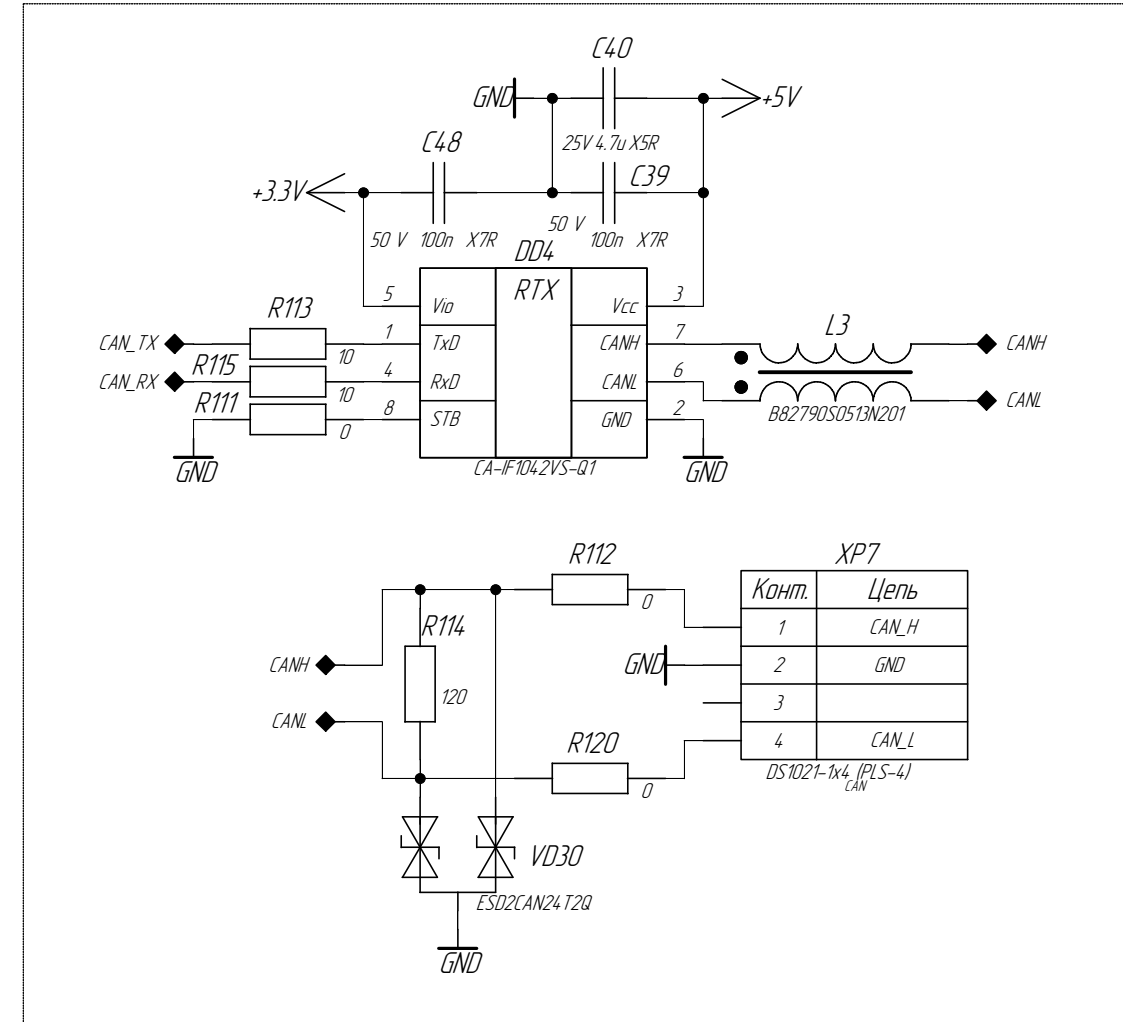 C40
GND
+5V
25V 4.7u X5R
C48
C39
+3.3V
50 V 100n X7R
50 V 100n X7R
DD4
RTX
5 Vio
Vcc 3
R113
CAN_TX
10
1 TxD
CANH 7
L3
CANH
R115
CAN_RX
10
4 RxD
CANL 6
CANL
B82790S0513N201
R111
0
8 STB
GND 2
GND
CA-IF1042VS-Q1
GND
R112
0
XP7
Конт. Цепь
1 CAN_H
2 GND
3
4 CAN_L
DS1021-1x4 (PLS-4)
CAN
GND
R114
120
CANH
CANL
R120
0
VD30
ESD2CAN24T2Q
GND